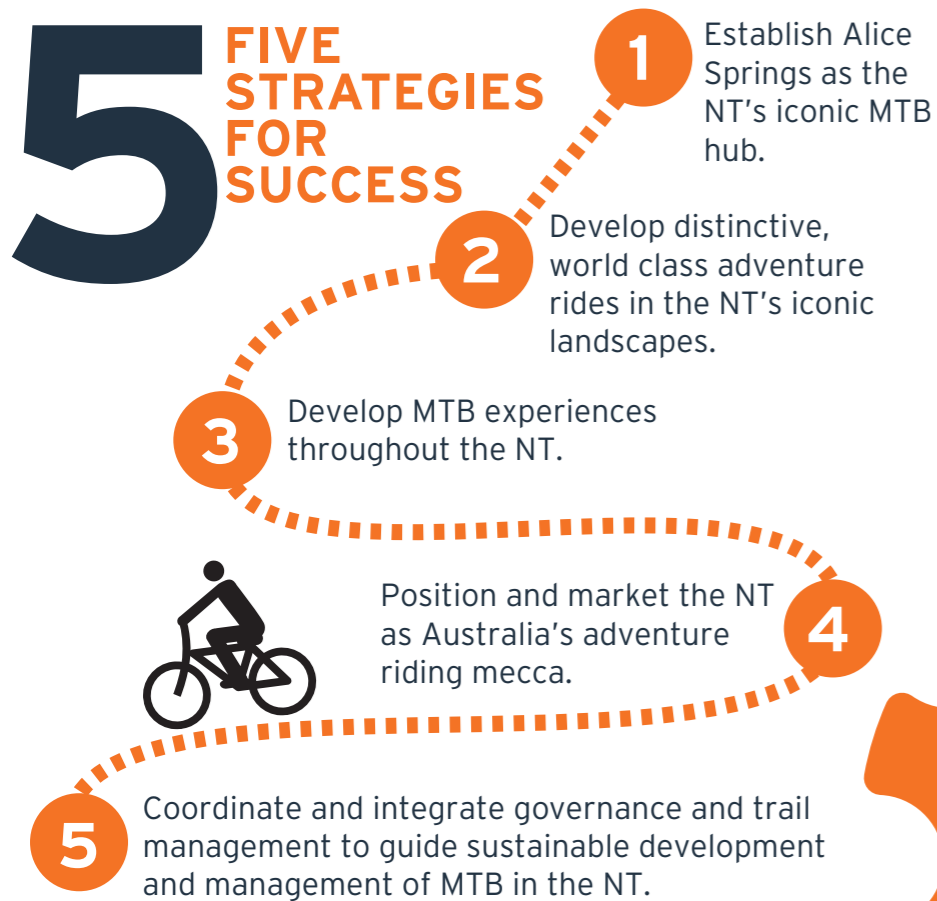 5
FIVE
STRATEGIES
FOR
SUCCESS
1
Establish Alice
Springs as the
NT's iconic MTB
hub.
2
Develop distinctive,
world class adventure
rides in the NT's iconic
landscapes.
3
Develop MTB experiences
throughout the NT.
Position and market the NT
as Australia's adventure
riding mecca.
4
5
Coordinate and integrate governance and trail
management to guide sustainable development
and management of MTB in the NT.